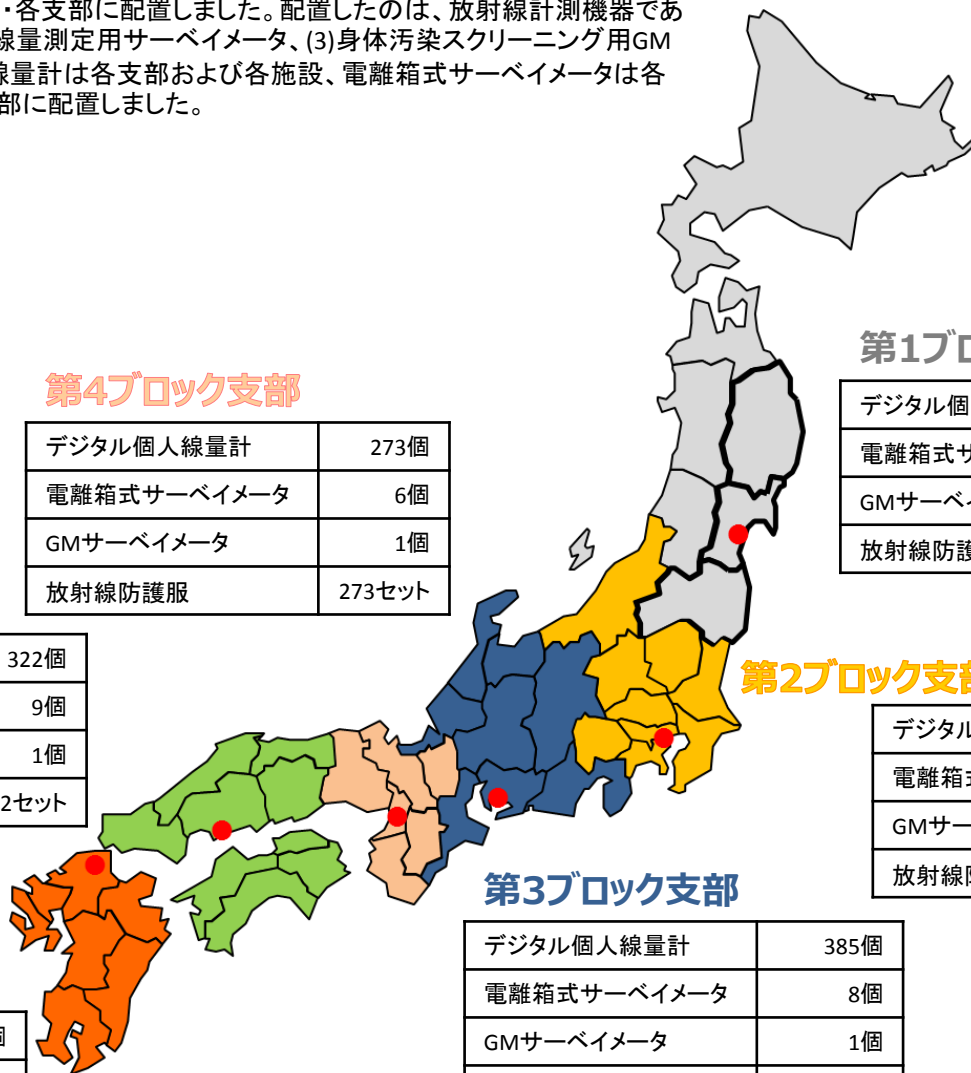 ・各支部に配置しました。配置したのは、放射線計測機器であ
線量測定用サーベイメータ、(3)身体汚染スクリーニング用GM
線量計は各支部および各施設、電離箱式サーベイメータは各
部に配置しました。
第1ブロ
デジタル個
電離箱式サ
GMサーベイ
放射線防護
第4ブロック支部
デジタル個人線量計 273個
電離箱式サーベイメータ 6個
GMサーベイメータ 1個
放射線防護服 273セット
322個
9個
1個
2セット
第2ブロック支部
デジタル
電離箱式
GMサー
放射線防
第3ブロック支部
デジタル個人線量計 385個
電離箱式サーベイメータ 8個
GMサーベイメータ 1個
個